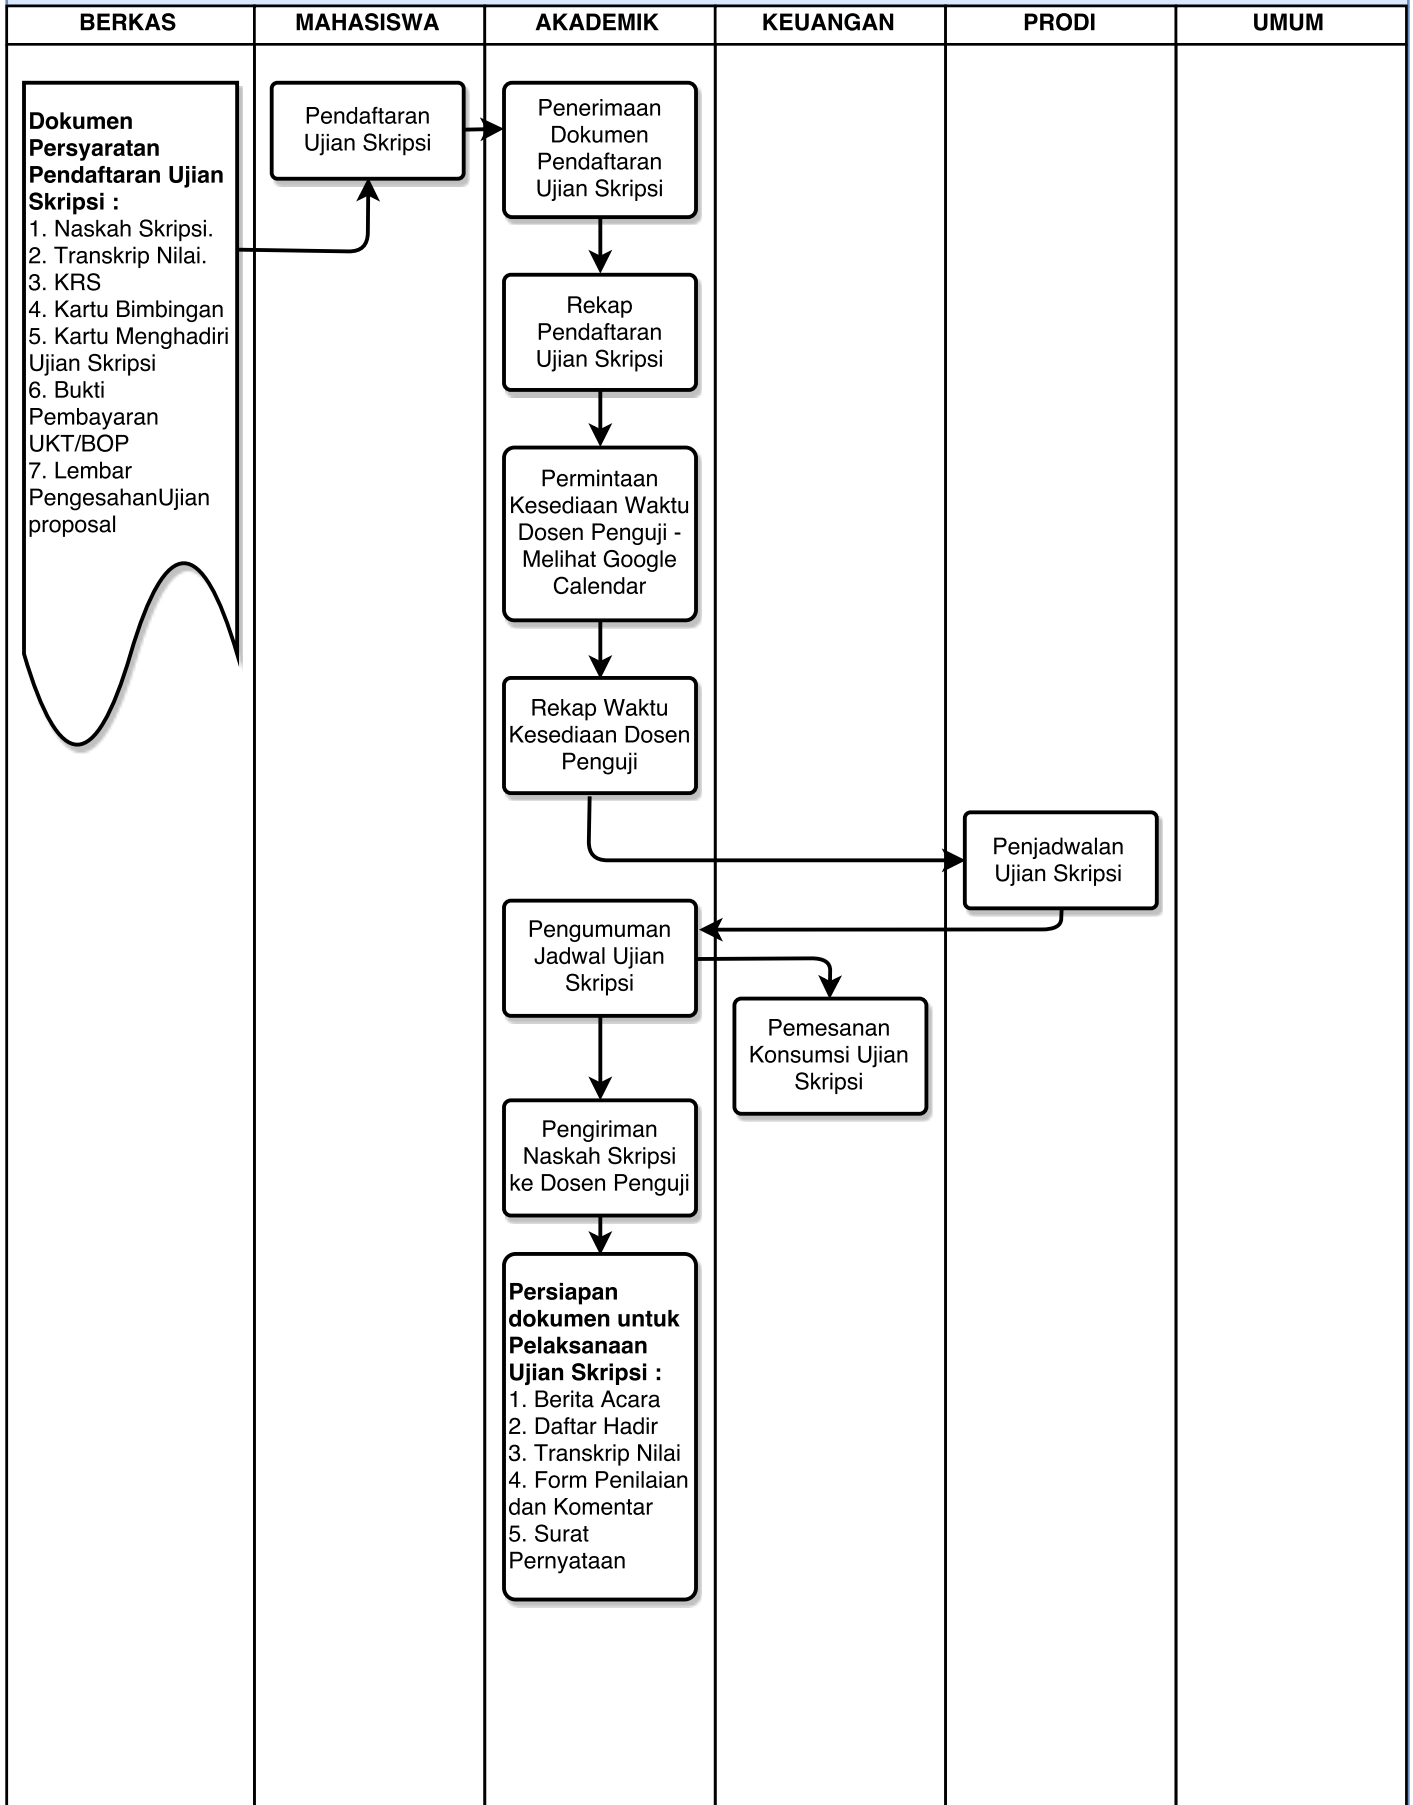 BERKAS
MAHASISWA
AKADEMIK
KEUANGAN
PRODI
UMUM
Dokumen
Persyaratan
Pendaftaran Ujian
Skripsi :
1. Naskah Skripsi.
2. Transkrip Nilai.
3. KRS
4. Kartu Bimbingan
5. Kartu Menghadiri
Ujian Skripsi
6. Bukti
Pembayaran
UKT/BOP
7. Lembar
PengesahanUjian
proposal
Pendaftaran
Ujian Skripsi
Penerimaan
Dokumen
Pendaftaran
Ujian Skripsi
Rekap
Pendaftaran
Ujian Skripsi
Permintaan
Kesediaan Waktu
Dosen Penguji -
Melihat Google
Calendar
Rekap Waktu
Kesediaan Dosen
Penguji
Penjadwalan
Ujian Skripsi
Pengumuman
Jadwal Ujian
Skripsi
Pemesanan
Konsumsi Ujian
Skripsi
Pengiriman
Naskah Skripsi
ke Dosen Penguji
Persiapan
dokumen untuk
Pelaksanaan
Ujian Skripsi :
1. Berita Acara
2. Daftar Hadir
3. Transkrip Nilai
4. Form Penilaian
dan Komentar
5. Surat
Pernyataan